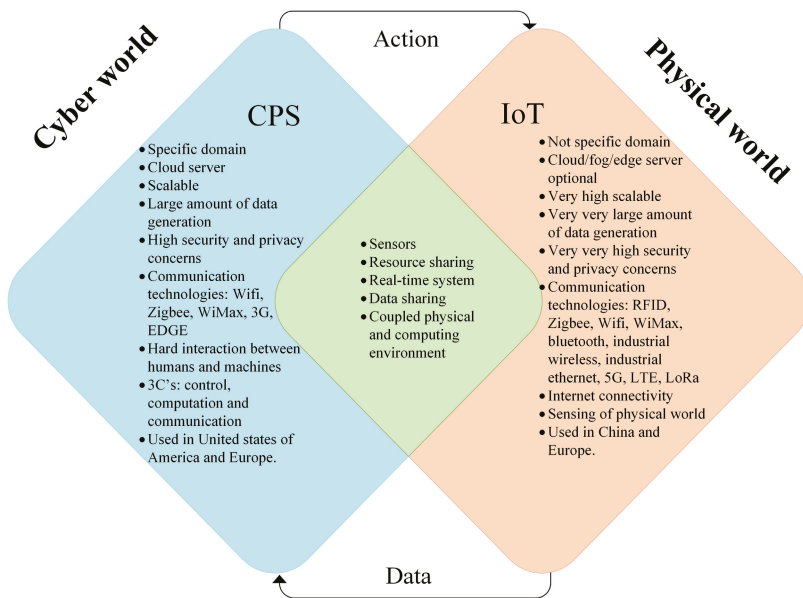 Action
Cyber world
Physical world
CPS
• Specific domain
• Cloud server
• Scalable
• Large amount of data
generation
• High security and privacy
concerns
• Communication
technologies: Wifi,
Zigbee, WiMax, 3G,
EDGE
• Hard interaction between
humans and machines
• 3C's: control,
computation and
communication
• Used in United states of
America and Europe.
• Sensors
• Resource sharing
• Real-time system
• Data sharing
• Coupled physical
and computing
environment
IoT
• Not specific domain
• Cloud/fog/edge server
optional
• Very high scalable
• Very very large amount
of data generation
• Very very high security
and privacy concerns
• Communication
technologies: RFID,
Zigbee, Wifi, WiMax,
bluetooth, industrial
wireless, industrial
ethernet, 5G, LTE, LoRa
• Internet connectivity
• Sensing of physical world
• Used in China and
Europe.
Data